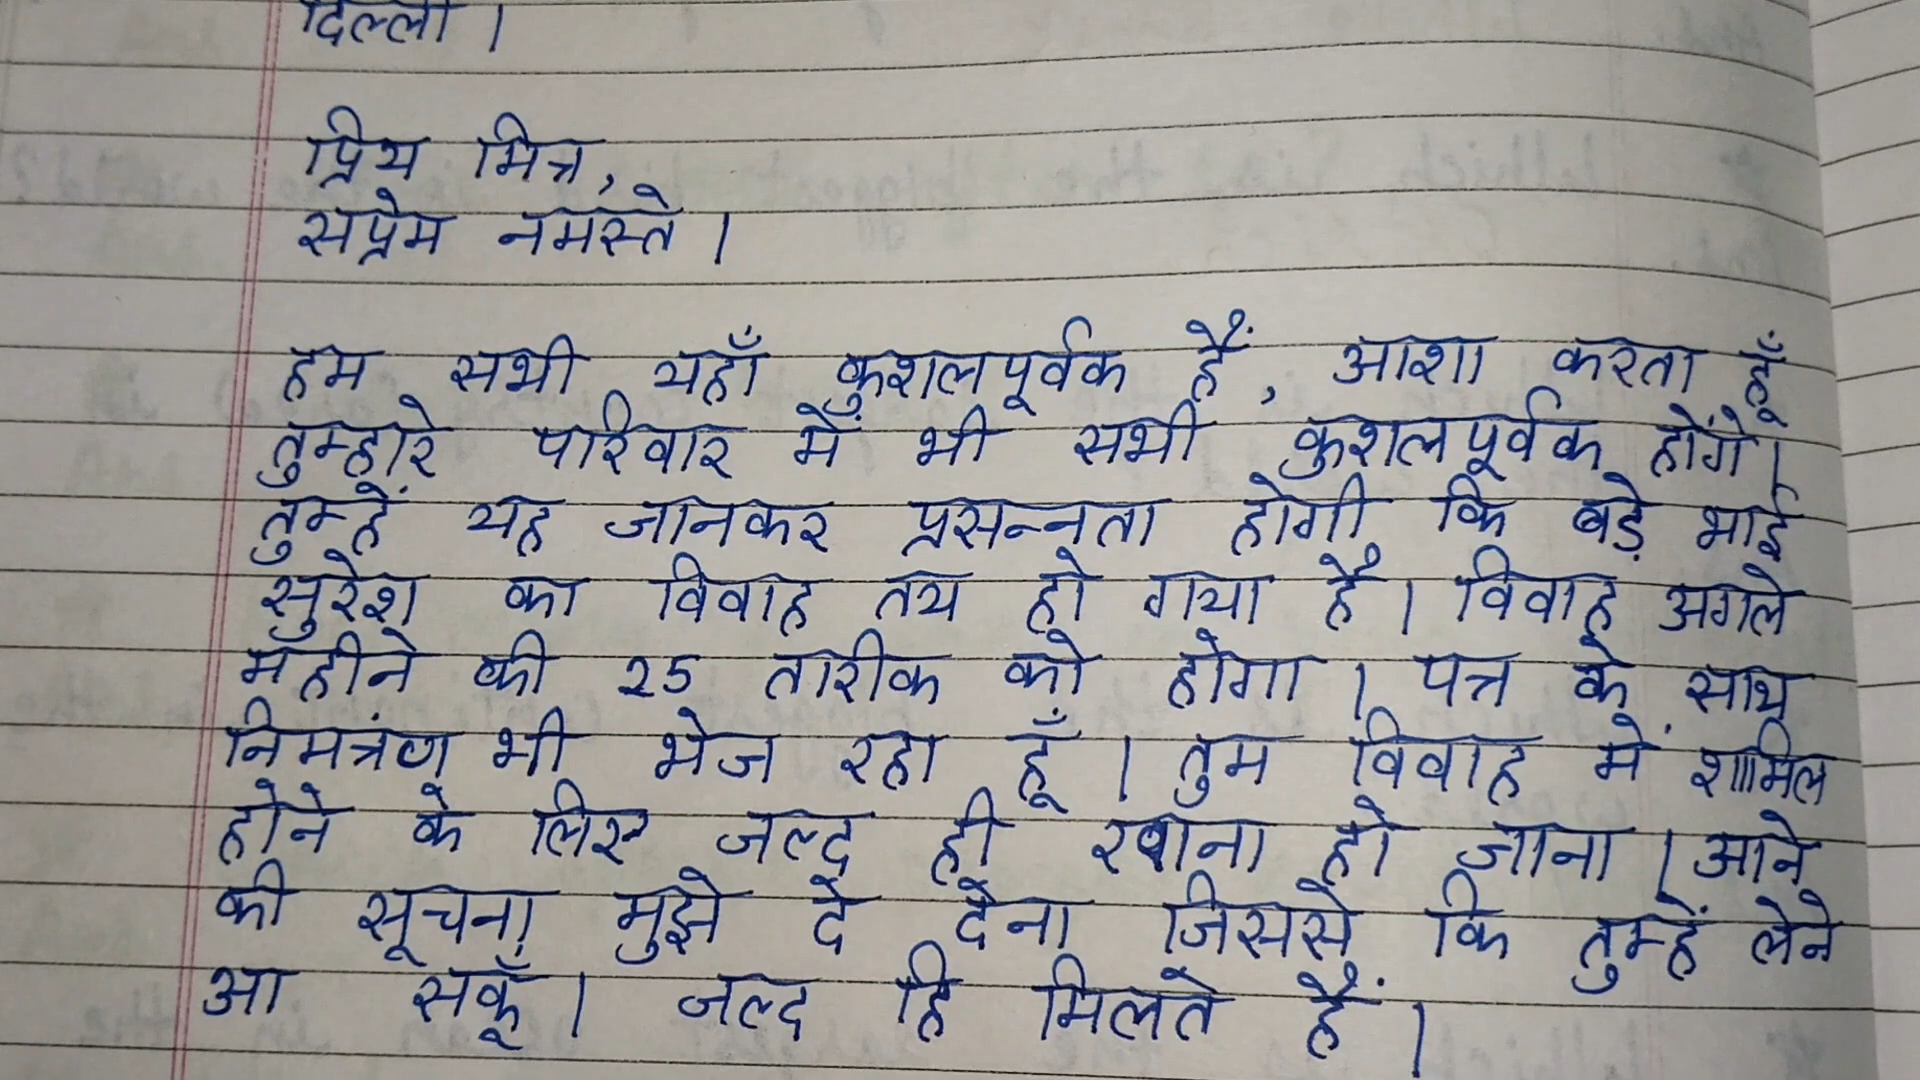 दिल्ली।
प्रिय मित्र,
सप्रेम नमस्ते।
हम सभी यहाँ कुशलपूर्वक हैं, आशा करता हूँ
तुम्हारे परिवार में भी सभी कुशलपूर्वक होंगे।
तुम्हें यह जानकर प्रसन्नता होगी कि बड़े भाई
सुरेश का विवाह तय हो गया है। विवाह अगले
महीने की 25 तारीक को होगा। पत्र के साथ
निमत्रंण भी भेज रहा हूँ। तुम विवाह में शामिल
होने के लिए जल्द ही रवाना हो जाना। आने
की सूचना मुझे दे देना जिससे कि तुम्हें लेने
आ सकूँ। जल्द हि मिलते हैं।